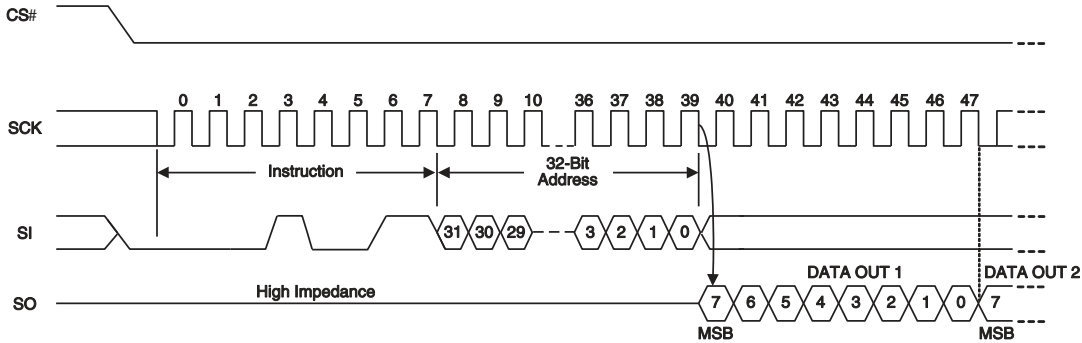 CS#
0 1 2 3 4 5 6 7 8 9 10 36 37 38 39 40 41 42 43 44 45 46 47
SCK
Instruction
32-Bit
Address
SI
31 30 29 3 2 1 0
DATA OUT 1 DATA OUT 2
High Impedance
SO
7 6 5 4 3 2 1 0 7
MSB MSB